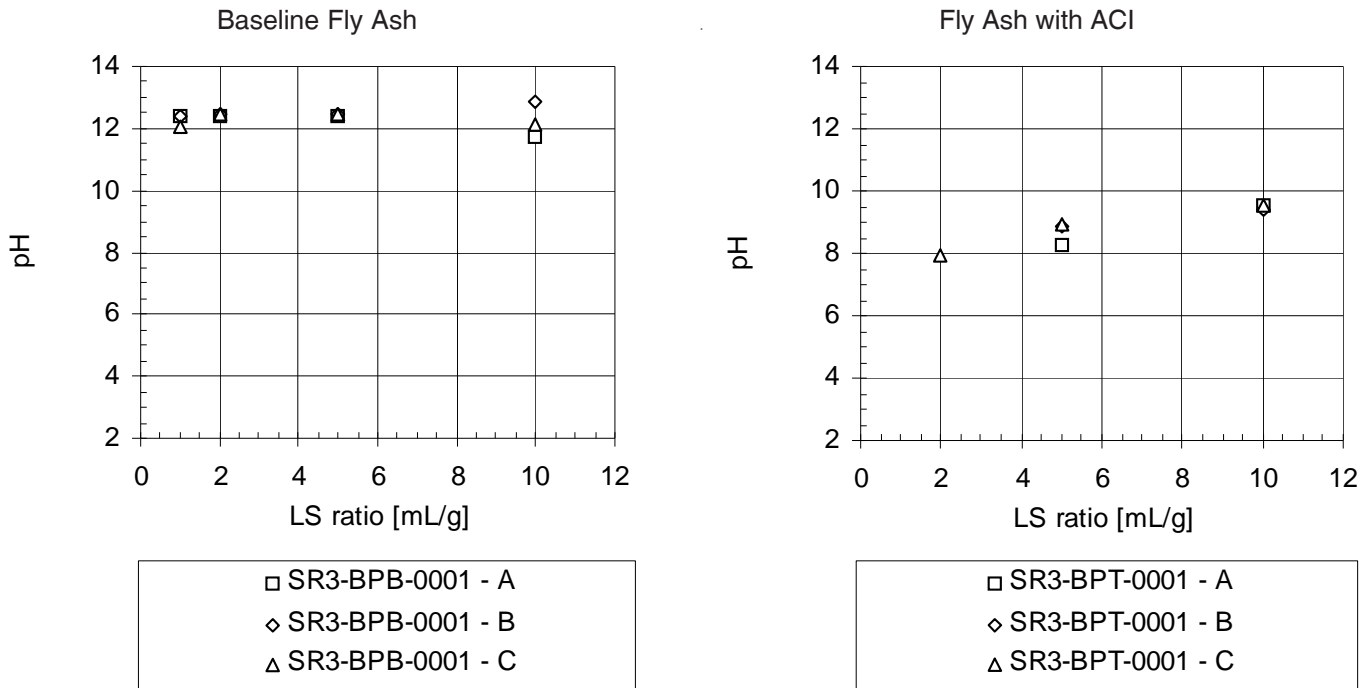 Baseline Fly Ash
14
12
10
8
6
4
2
0 2 4 6 8 10 12
pH
LS ratio [mL/g]
SR3-BPB-0001 - A
SR3-BPB-0001 - B
SR3-BPB-0001 - C
Fly Ash with ACI
14
12
10
8
6
4
2
0 2 4 6 8 10 12
pH
LS ratio [mL/g]
SR3-BPT-0001 - A
SR3-BPT-0001 - B
SR3-BPT-0001 - C